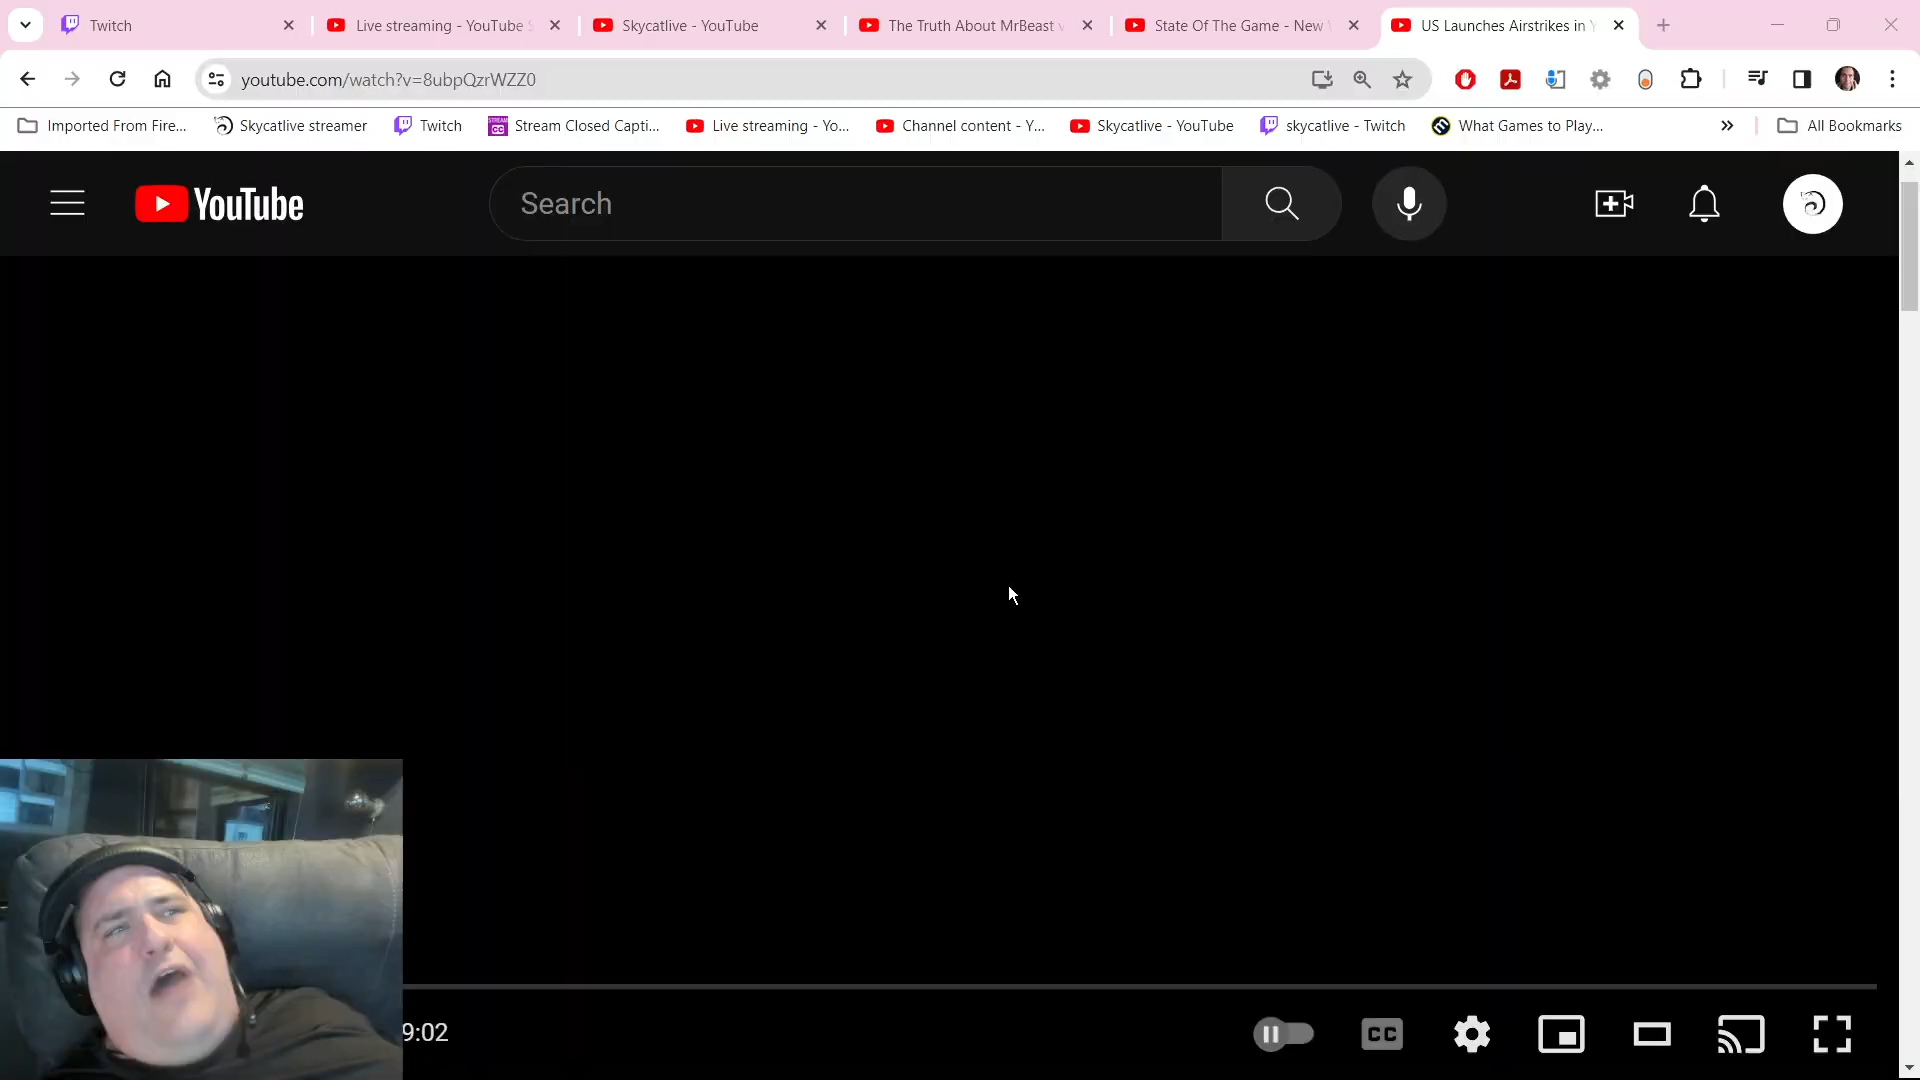 Twitch
Live streaming - YouTube S
Skycatlive - YouTube
The Truth About MrBeast v
State Of The Game - New
US Launches Airstrikes in Y
youtube.com/watch?v=8ubpQzrWZZ0
Imported From Fire...
Skycatlive streamer
Twitch
Stream Closed Capti...
Live streaming - Yo...
Channel content - Y...
Skycatlive - YouTube
skycatlive - Twitch
What Games to Play...
All Bookmarks
YouTube
Search
9:02
CC